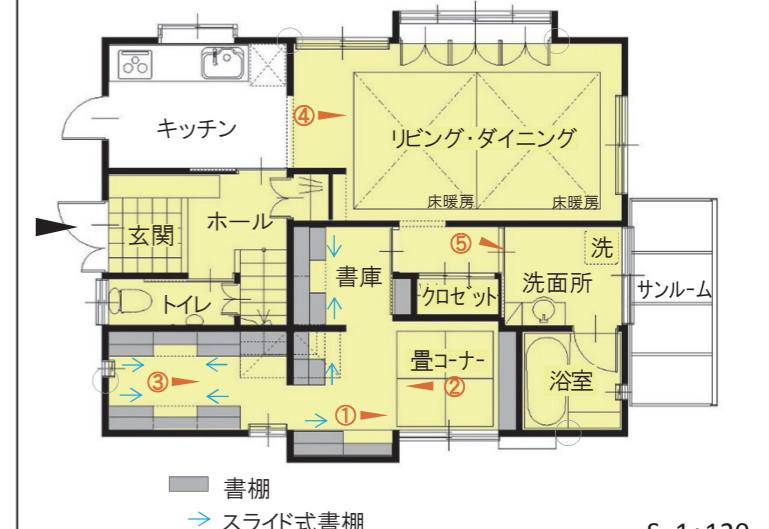 キッチン
④
リビング・ダイニング
床暖房
床暖房
玄関
ホール
⑤
洗
書庫
クロゼット
洗面所
サンルーム
トイレ
畳コーナー
③
②
浴室
①
書棚
スライド式書棚
S=1:120